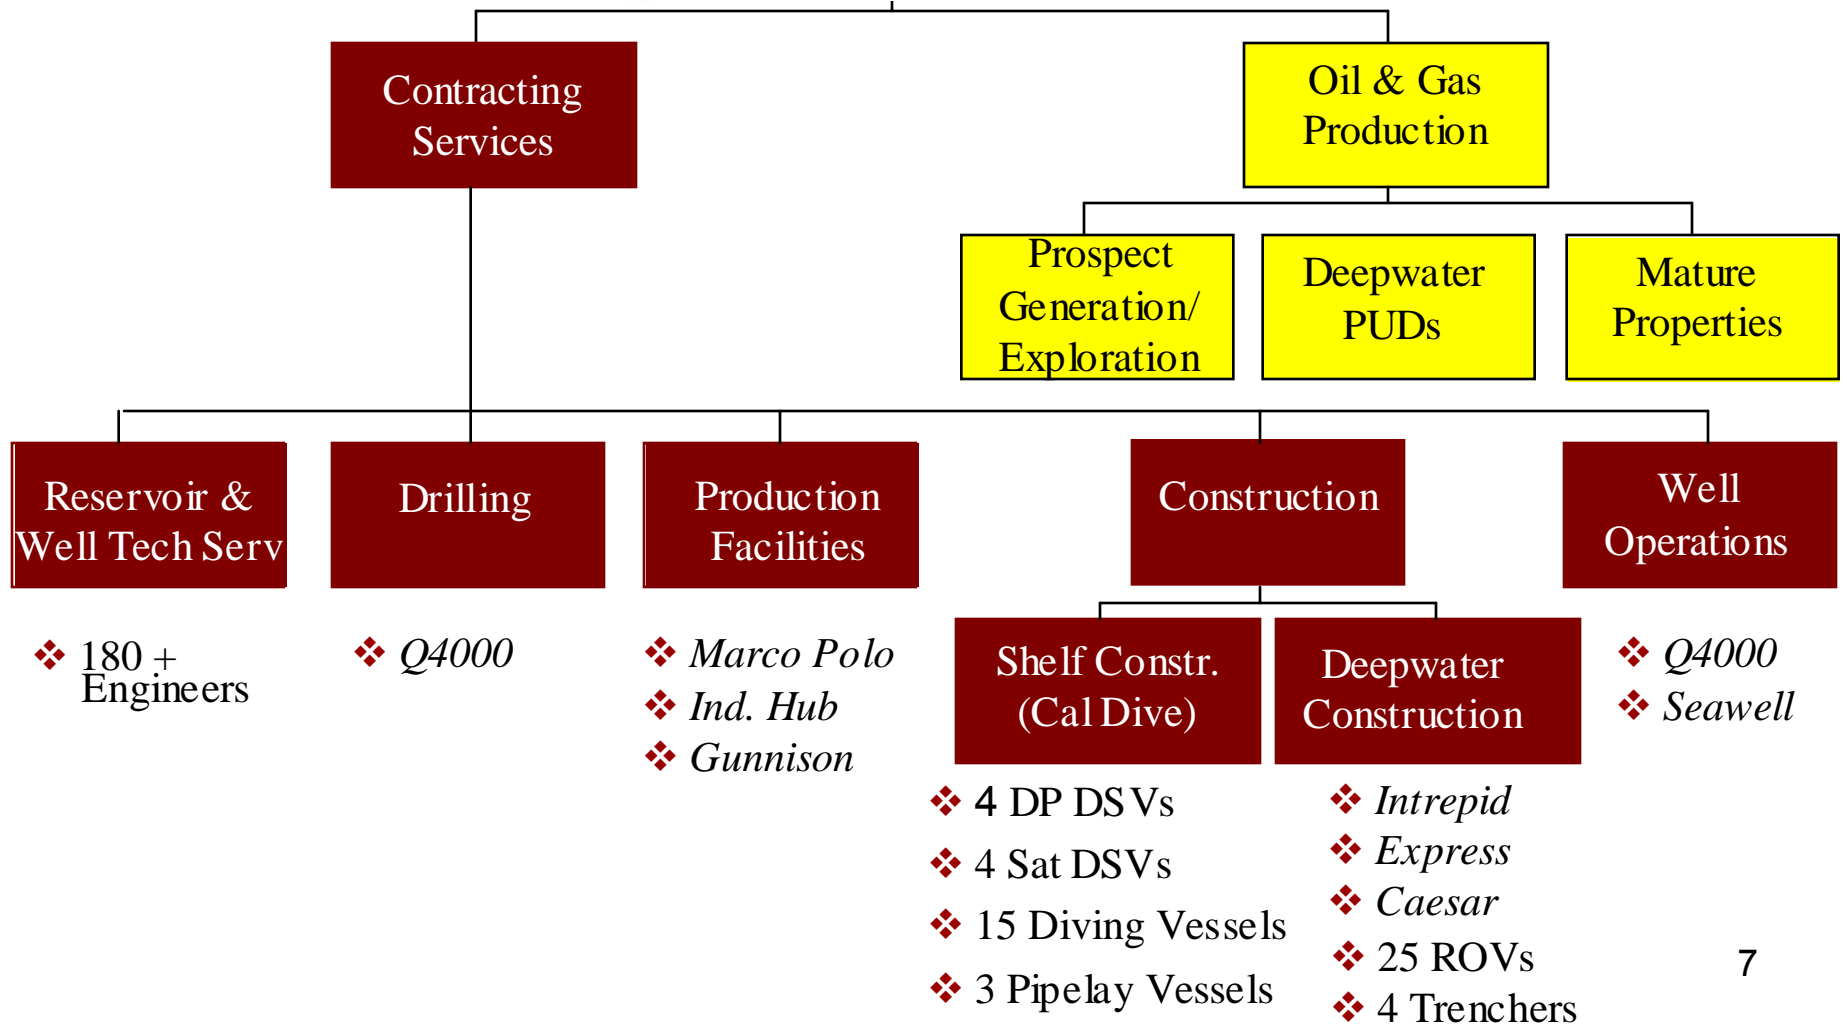 Contracting
Services
Oil & Gas
Production
Prospect
Generation/
Exploration
Deepwater
PUDs
Mature
Properties
Reservoir &
Well Tech Serv
Drilling
Production
Facilities
Construction
Well
Operations
180 +
Engineers
Q4000
Marco Polo
Ind. Hub
Gunnison
Shelf Constr.
(Cal Dive)
Deepwater
Construction
Q4000
Seawell
4 DP DSVs
4 Sat DSVs
15 Diving Vessels
3 Pipelay Vessels
Intrepid
Express
Caesar
25 ROVs
4 Trenchers
7